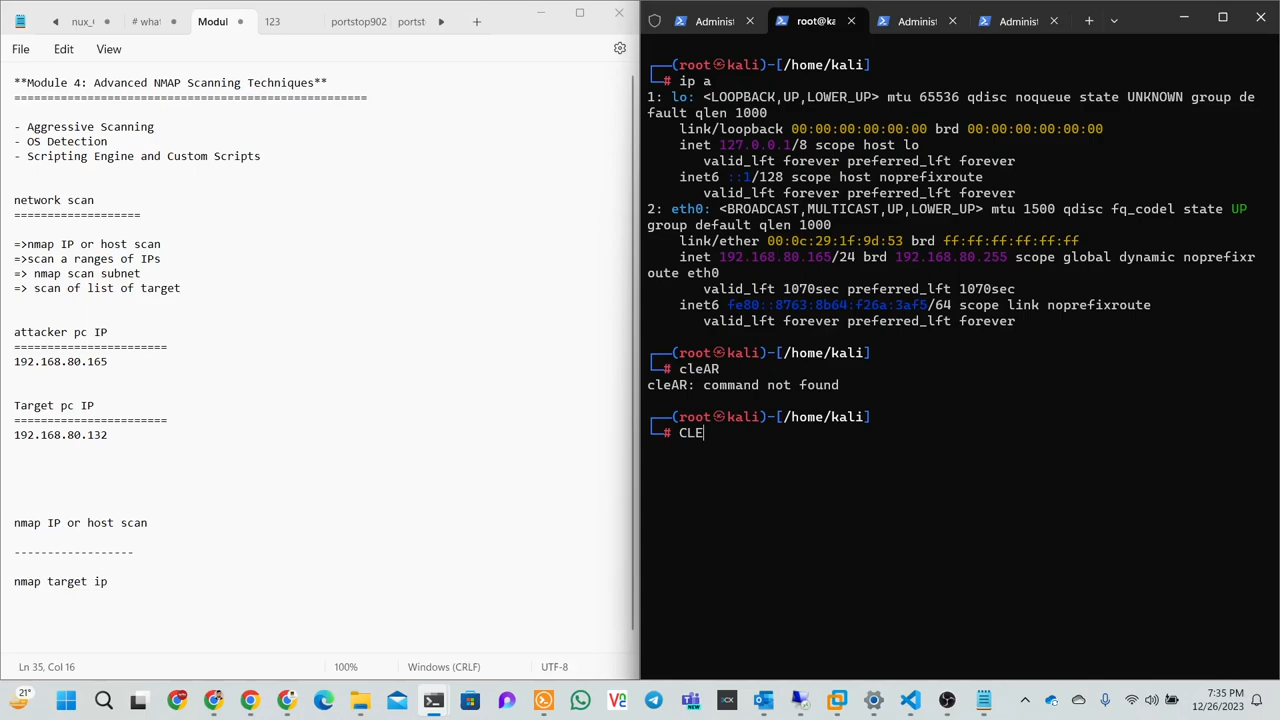 nux_
# what
Modul
123
portstop902
portst
File
Edit
View
**Module 4: Advanced NMAP Scanning Techniques**
=====================================================
- Aggressive Scanning
- OS Detection
- Scripting Engine and Custom Scripts
network scan
===================
=>nmap IP or host scan
=>scan a ranges of IPs
=> nmap scan subnet
=> scan of list of target
attacker pc IP
=======================
192.168.80.165
Target pc IP
=======================
192.168.80.132
nmap IP or host scan
------------------
nmap target ip
Ln 35, Col 16
100%
Windows (CRLF)
UTF-8
Administ
root@ka
Administ
Administ
┌──(root㉿kali)-[/home/kali]
└─# ip a
1: lo: <LOOPBACK,UP,LOWER_UP> mtu 65536 qdisc noqueue state UNKNOWN group de
fault qlen 1000
link/loopback 00:00:00:00:00:00 brd 00:00:00:00:00:00
inet 127.0.0.1/8 scope host lo
valid_lft forever preferred_lft forever
inet6 ::1/128 scope host noprefixroute
valid_lft forever preferred_lft forever
2: eth0: <BROADCAST,MULTICAST,UP,LOWER_UP> mtu 1500 qdisc fq_codel state UP
group default qlen 1000
link/ether 00:0c:29:1f:9d:53 brd ff:ff:ff:ff:ff:ff
inet 192.168.80.165/24 brd 192.168.80.255 scope global dynamic noprefixr
oute eth0
valid_lft 1070sec preferred_lft 1070sec
inet6 fe80::8763:8b64:f26a:3af5/64 scope link noprefixroute
valid_lft forever preferred_lft forever
┌──(root㉿kali)-[/home/kali]
└─# cleAR
cleAR: command not found
┌──(root㉿kali)-[/home/kali]
└─# CLE
21°
7:35 PM
12/26/2023